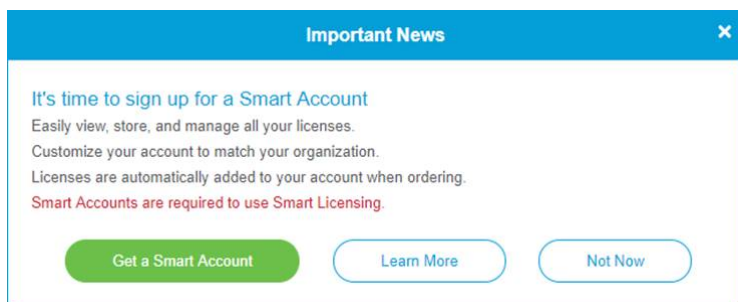 Important News
It's time to sign up for a Smart Account
Easily view, store, and manage all your licenses.
Customize your account to match your organization.
Licenses are automatically added to your account when ordering.
Smart Accounts are required to use Smart Licensing.
Get a Smart Account
Learn More
Not Now